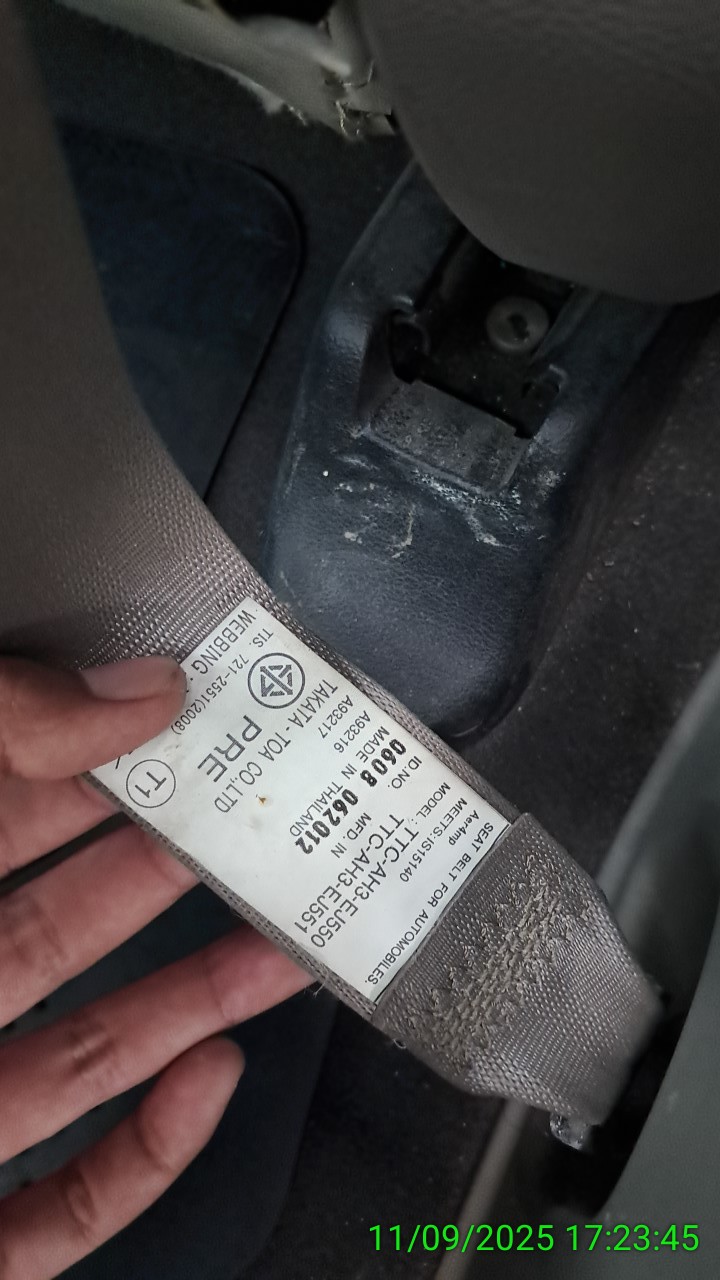 SEAT BELT FOR AUTOMOBILES.
Aer4mp
MEETS:IS15140
MODEL: TTC-AH3-EJ550
TTC-AH3-EJ551
ID.NO. MFD. IN
0608 062012
MADE IN THAILAND
A93216
A93217
TAKATA - TOA CO.,LTD
PRE
TIS. 721-2551(2008)
WEBBING
T1
11/09/2025 17:23:45